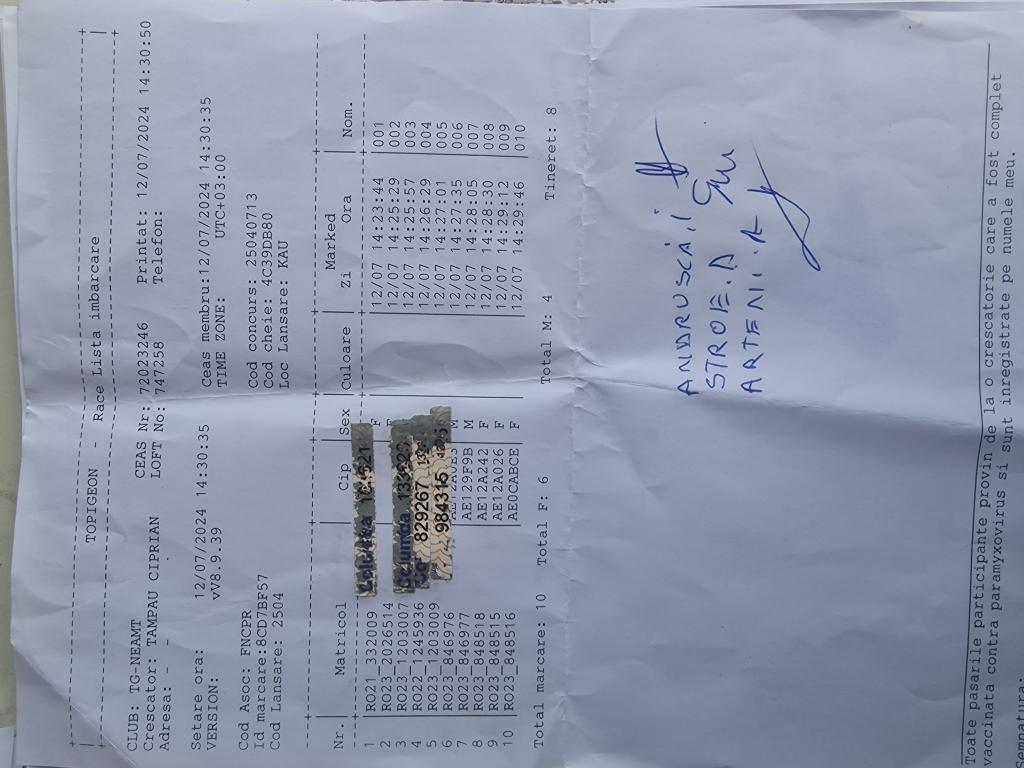 TOPIGEON - Race Lista imbarcare
CLUB: TG-NEAMT CEAS Nr: 72023246 Printat: 12/07/2024 14:30:50
Crescator: TAMPAU CIPRIAN LOFT No: 747258 Telefon:
Adresa: - -
Setare ora: 12/07/2024 14:30:35 Ceas membru:12/07/2024 14:30:35
VERSION: vV8.9.39 TIME ZONE: UTC+03:00
Cod Asoc: FNCPR Cod concurs: 25040713
Id marcare:8CD7BF57 Cod cheie: 4C39DB80
Cod Lansare: 2504 Loc Lansare: KAU
Marked
Nr.| Matricol | Cip |Sex |Culoare | Zi Ora | Nom.
1 |RO21_332009 F |12/07 14:23:44 001
2 |RO23_2026514 |12/07 14:25:29 002
3 |RO23_1203007 |12/07 14:25:57 003
4 |RO22_1245936 829267 |12/07 14:26:29 004
5 |RO23_1203009 984315 |12/07 14:27:01 005
6 |RO23_846976 M |12/07 14:27:35 006
7 |RO23_846977 |AE129F9B M |12/07 14:28:05 007
8 |RO23_848518 |AE12A242 F |12/07 14:28:30 008
9 |RO23_848515 |AE12A026 F |12/07 14:29:12 009
10 |RO23_848516 |AE0CABCE F |12/07 14:29:46 010
Total marcare: 10 Total F: 6 Total M: 4 Tineret: 8
STROIE.D
Toate pasarile participante provin de la o crescatorie care a fost complet
vaccinata contra paramyxovirus si sunt inregistrate pe numele meu.
Semnatura: